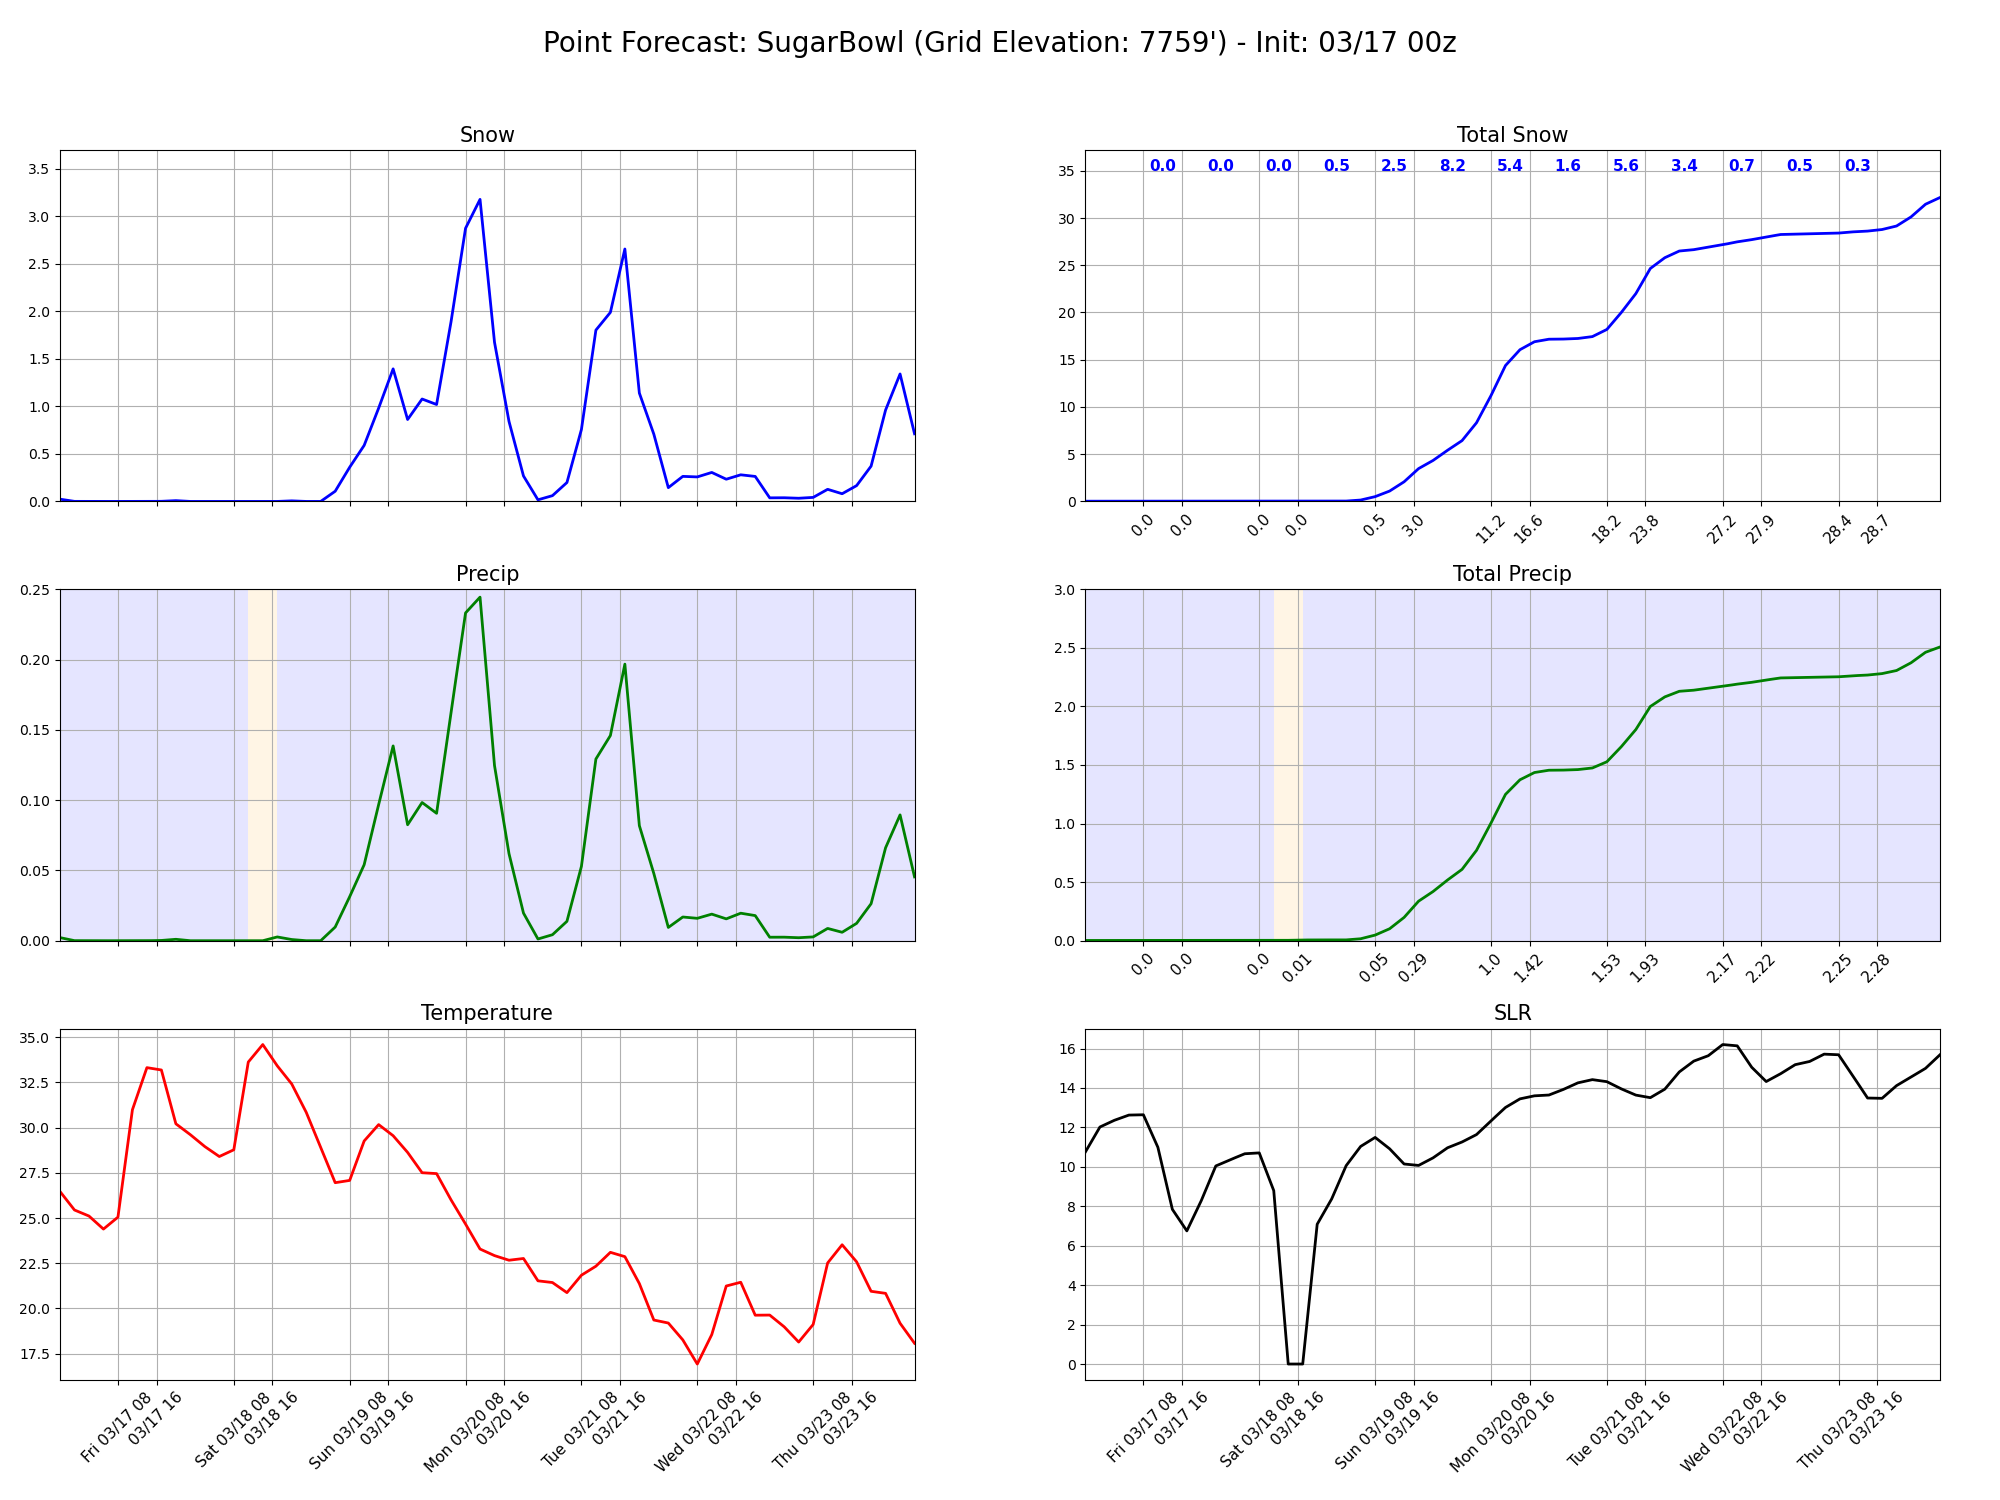 Point Forecast: SugarBowl (Grid Elevation: 7759') - Init: 03/17 00z
Snow
3.5
3.0
2.5
2.0
1.5
1.0
0.5
0.0
Total Snow
0.0 0.0 0.0 0.5 2.5 8.2 5.4 1.6 5.6 3.4 0.7 0.5 0.3
35
30
25
20
15
10
5
0
0.0 0.0 0.0 0.0 0.5 3.0 11.2 16.6 18.2 23.8 27.2 27.9 28.4 28.7
Precip
0.25
0.20
0.15
0.10
0.05
0.00
Total Precip
3.0
2.5
2.0
1.5
1.0
0.5
0.0
0.0 0.0 0.0 0.01 0.05 0.29 1.0 1.42 1.53 1.93 2.17 2.22 2.25 2.28
Temperature
35.0
32.5
30.0
27.5
25.0
22.5
20.0
17.5
Fri 03/17 08
03/17 16
Sat 03/18 08
03/18 16
Sun 03/19 08
03/19 16
Mon 03/20 08
03/20 16
Tue 03/21 08
03/21 16
Wed 03/22 08
03/22 16
Thu 03/23 08
03/23 16
SLR
16
14
12
10
8
6
4
2
0
Fri 03/17 08
03/17 16
Sat 03/18 08
03/18 16
Sun 03/19 08
03/19 16
Mon 03/20 08
03/20 16
Tue 03/21 08
03/21 16
Wed 03/22 08
03/22 16
Thu 03/23 08
03/23 16